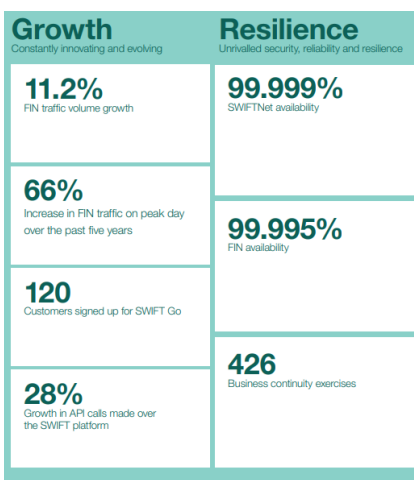 Growth
Constantly innovating and evolving
11.2%
FIN traffic volume growth
66%
Increase in FIN traffic on peak day
over the past five years
120
Customers signed up for SWIFT Go
28%
Growth in API calls made over
the SWIFT platform
Resilience
Unrivalled security, reliability and resilience
99.999%
SWIFTNet availability
99.995%
FIN availability
426
Business continuity exercises